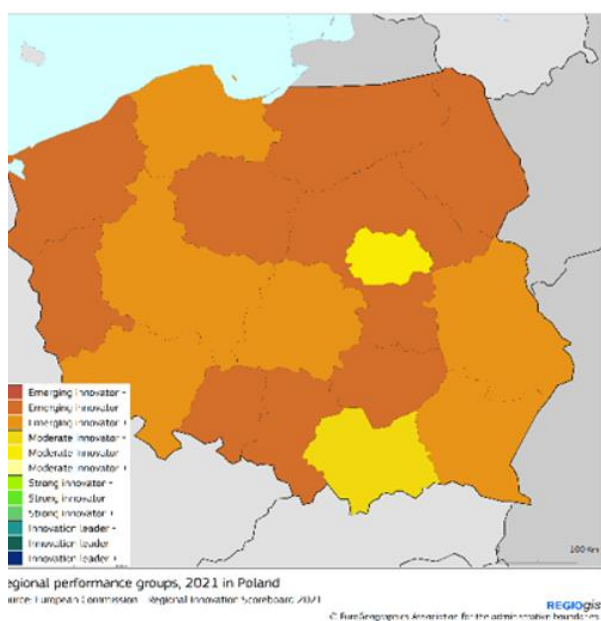 Emerging Innovator -
Emerging Innovator
Emerging Innovator +
Moderate Innovator -
Moderate Innovator
Moderate Innovator +
Strong Innovator -
Strong Innovator
Strong Innovator +
Innovation leader -
Innovation leader
Innovation leader +
100 Km
egional performance groups, 2021 in Poland
ource: European Commission - Regional Innovation Scoreboard 2021
REGIOgis
© EuroGeographics Association for the administrative boundaries